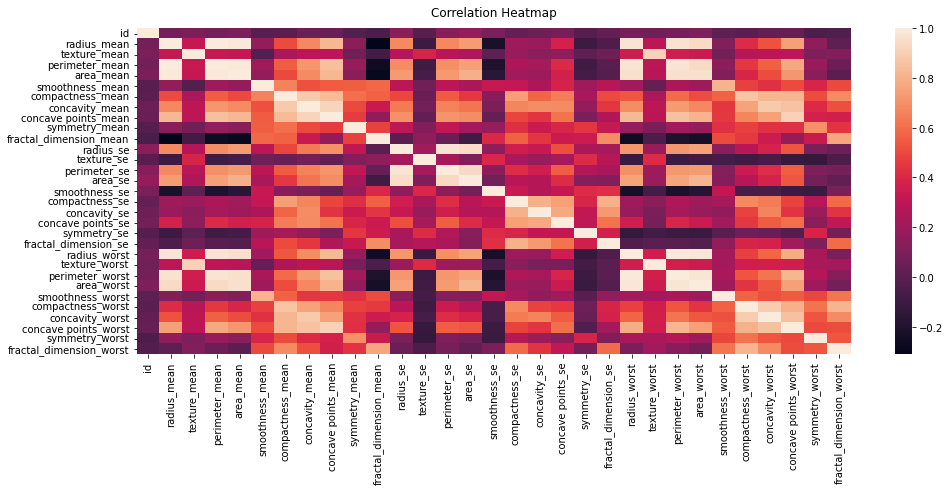 Correlation Heatmap
id
radius_mean
texture_mean
perimeter_mean
area_mean
smoothness_mean
compactness_mean
concavity_mean
concave points_mean
symmetry_mean
fractal_dimension_mean
radius_se
texture_se
perimeter_se
area_se
smoothness_se
compactness_se
concavity_se
concave points_se
symmetry_se
fractal_dimension_se
radius_worst
texture_worst
perimeter_worst
area_worst
smoothness_worst
compactness_worst
concavity_worst
concave points_worst
symmetry_worst
fractal_dimension_worst
id
radius_mean
texture_mean
perimeter_mean
area_mean
smoothness_mean
compactness_mean
concavity_mean
concave points_mean
symmetry_mean
fractal_dimension_mean
radius_se
texture_se
perimeter_se
area_se
smoothness_se
compactness_se
concavity_se
concave points_se
symmetry_se
fractal_dimension_se
radius_worst
texture_worst
perimeter_worst
area_worst
smoothness_worst
compactness_worst
concavity_worst
concave points_worst
symmetry_worst
fractal_dimension_worst
1.0
0.8
0.6
0.4
0.2
0.0
−0.2